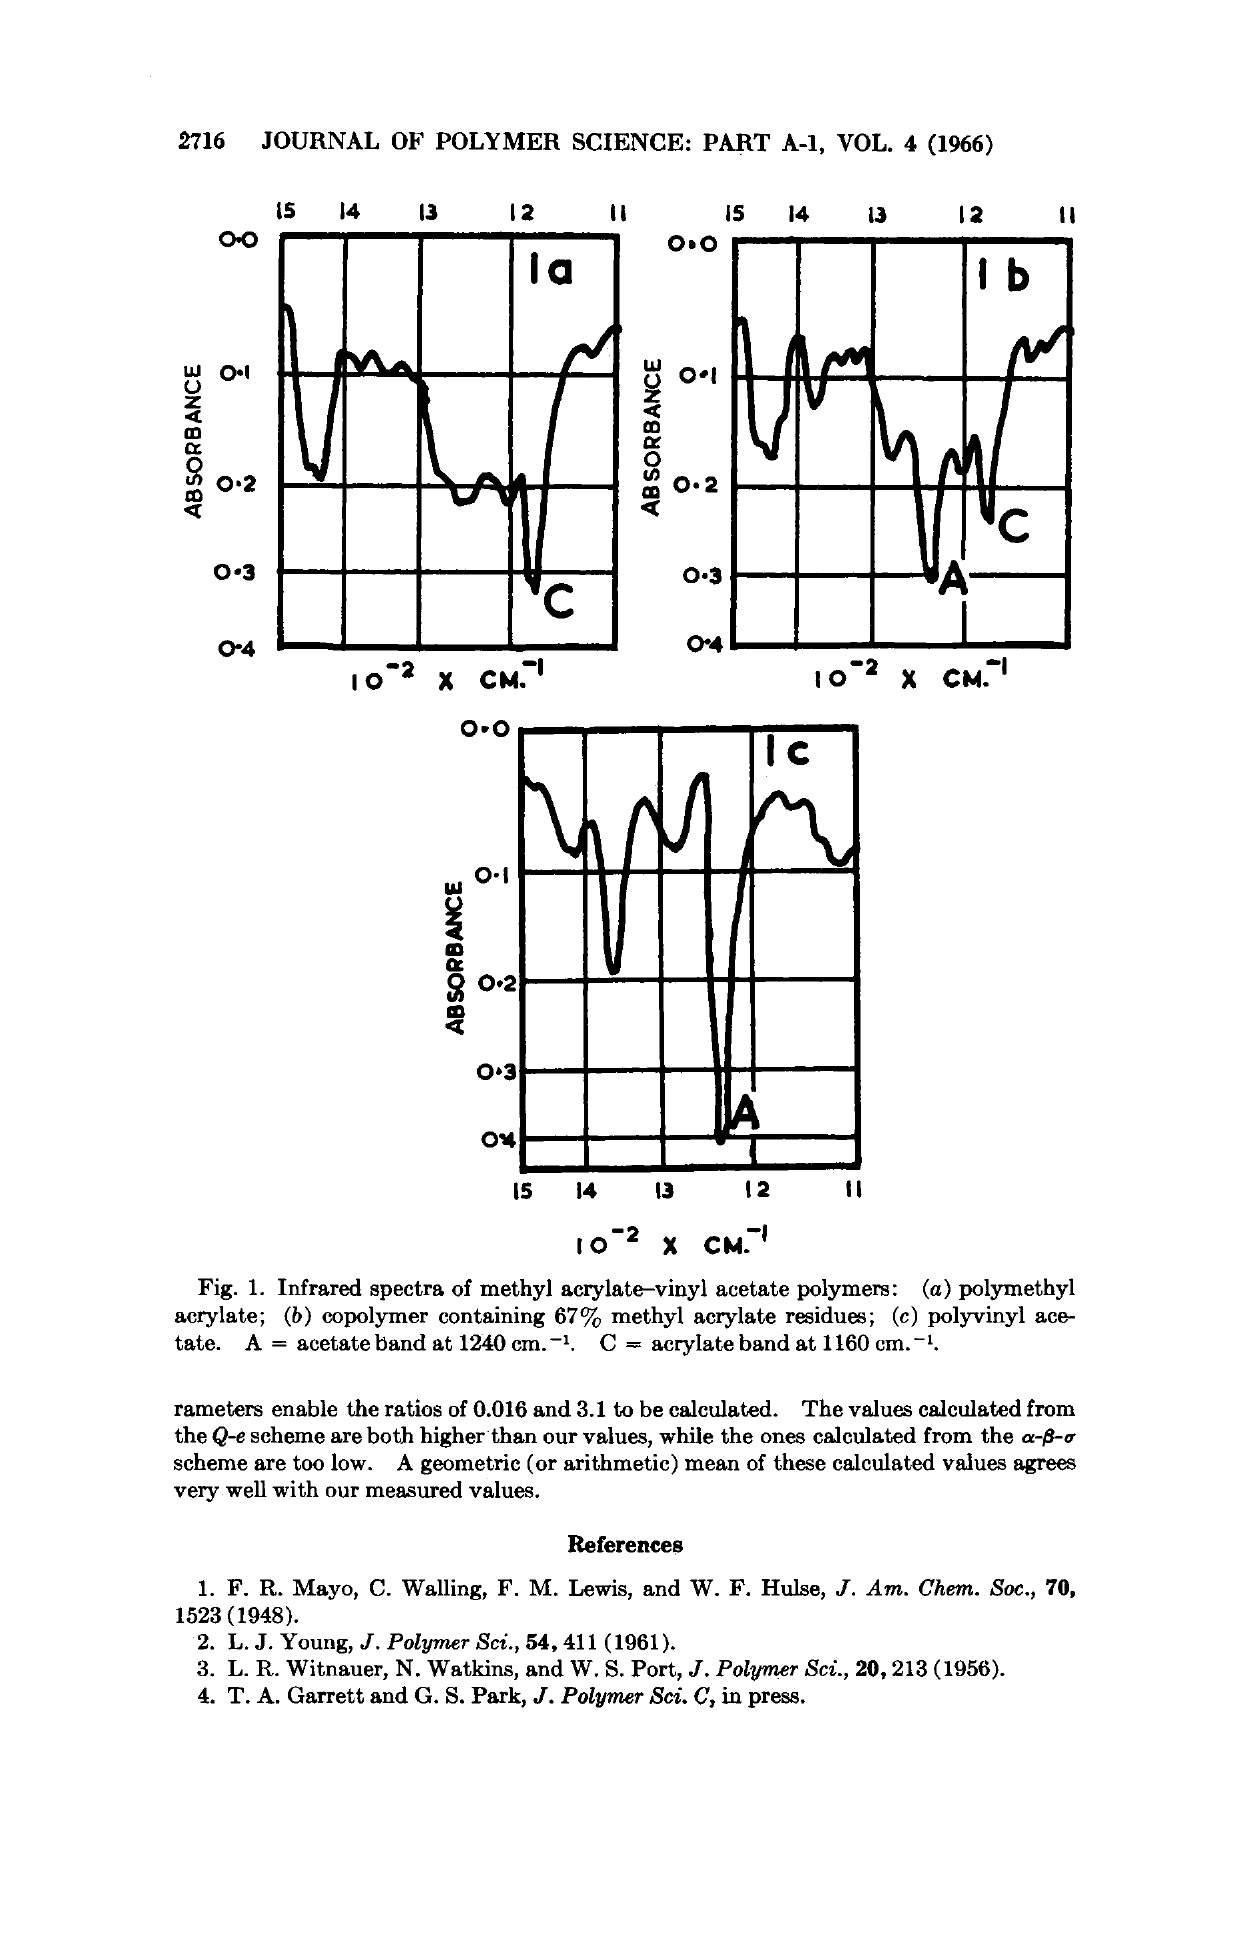 2716 JOURNAL OF POLYMER SCIENCE: PART A-1, VOL. 4 (1966)
15 14 13 12 11
0·0
1a
ABSORBANCE
0·1
0·2
0·3
C
0·4
10⁻² X CM.⁻¹
15 14 13 12 11
0·0
1b
ABSORBANCE
0·1
0·2
C
0·3
A
0·4
10⁻² X CM.⁻¹
0·0
1c
ABSORBANCE
0·1
0·2
0·3
A
0·4
15 14 13 12 11
10⁻² X CM.⁻¹
Fig. 1. Infrared spectra of methyl acrylate–vinyl acetate polymers: (a) polymethyl
acrylate; (b) copolymer containing 67% methyl acrylate residues; (c) polyvinyl ace-
tate. A = acetate band at 1240 cm.⁻¹. C = acrylate band at 1160 cm.⁻¹.
rameters enable the ratios of 0.016 and 3.1 to be calculated. The values calculated from
the Q-e scheme are both higher than our values, while the ones calculated from the α-β-σ
scheme are too low. A geometric (or arithmetic) mean of these calculated values agrees
very well with our measured values.
References
1. F. R. Mayo, C. Walling, F. M. Lewis, and W. F. Hulse, J. Am. Chem. Soc., 70,
1523 (1948).
2. L. J. Young, J. Polymer Sci., 54, 411 (1961).
3. L. R. Witnauer, N. Watkins, and W. S. Port, J. Polymer Sci., 20, 213 (1956).
4. T. A. Garrett and G. S. Park, J. Polymer Sci. C, in press.